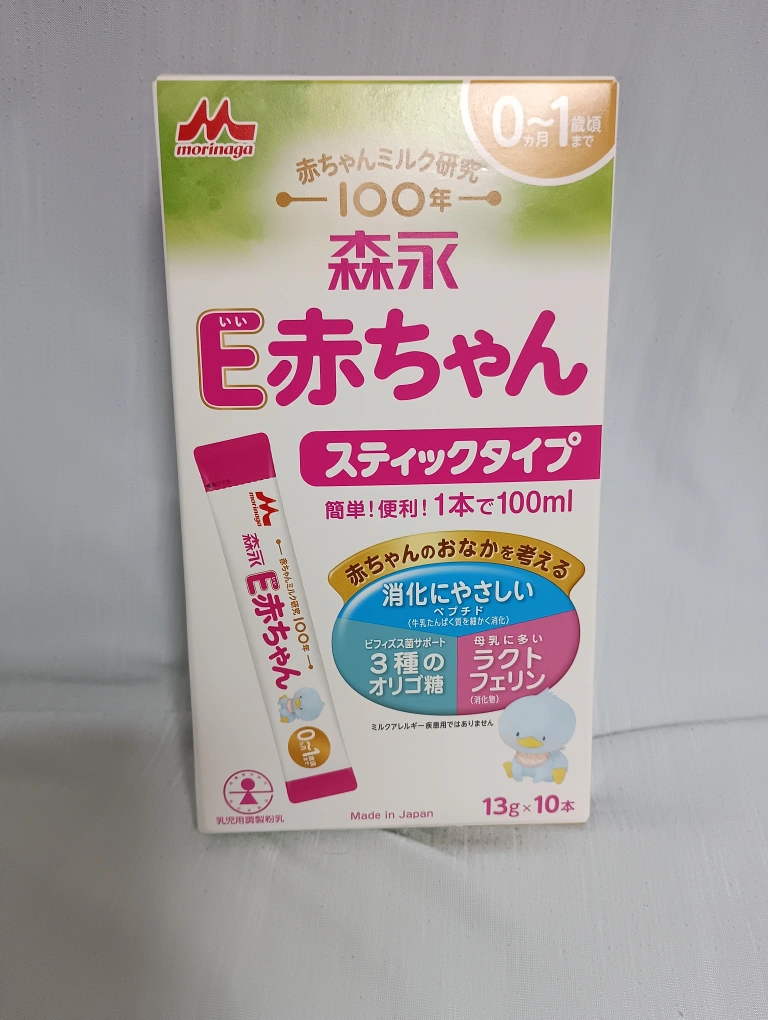 morinaga
0ヵ月〜1歳頃まで
赤ちゃんミルク研究
100年
森永
いい
E赤ちゃん
スティックタイプ
簡単!便利!1本で100ml
赤ちゃんのおなかを考える
消化にやさしい
ペプチド
(牛乳たんぱく質を細かく消化)
ビフィズス菌サポート
3種の
オリゴ糖
母乳に多い
ラクト
フェリン
(消化物)
ミルクアレルギー疾患用ではありません
morinaga
赤ちゃんミルク研究100年
森永
E赤ちゃん
0ヵ月〜1歳頃まで
乳児用調製粉乳
Made in Japan
13g×10本